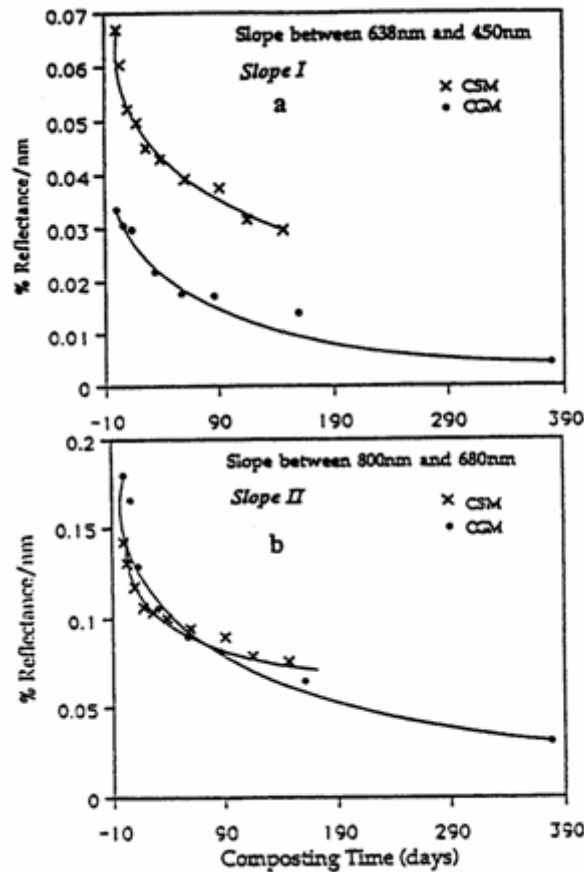 0.07
Slope between 638nm and 450nm
0.06
Slope I
× CSM
0.05
a
• CGM
0.04
0.03
0.02
0.01
0
% Reflectance/nm
-10 90 190 290 390
0.2
Slope between 800nm and 680nm
Slope II
× CSM
0.15
b
• CGM
0.1
0.05
0
% Reflectance/nm
-10 90 190 290 390
Composting Time (days)